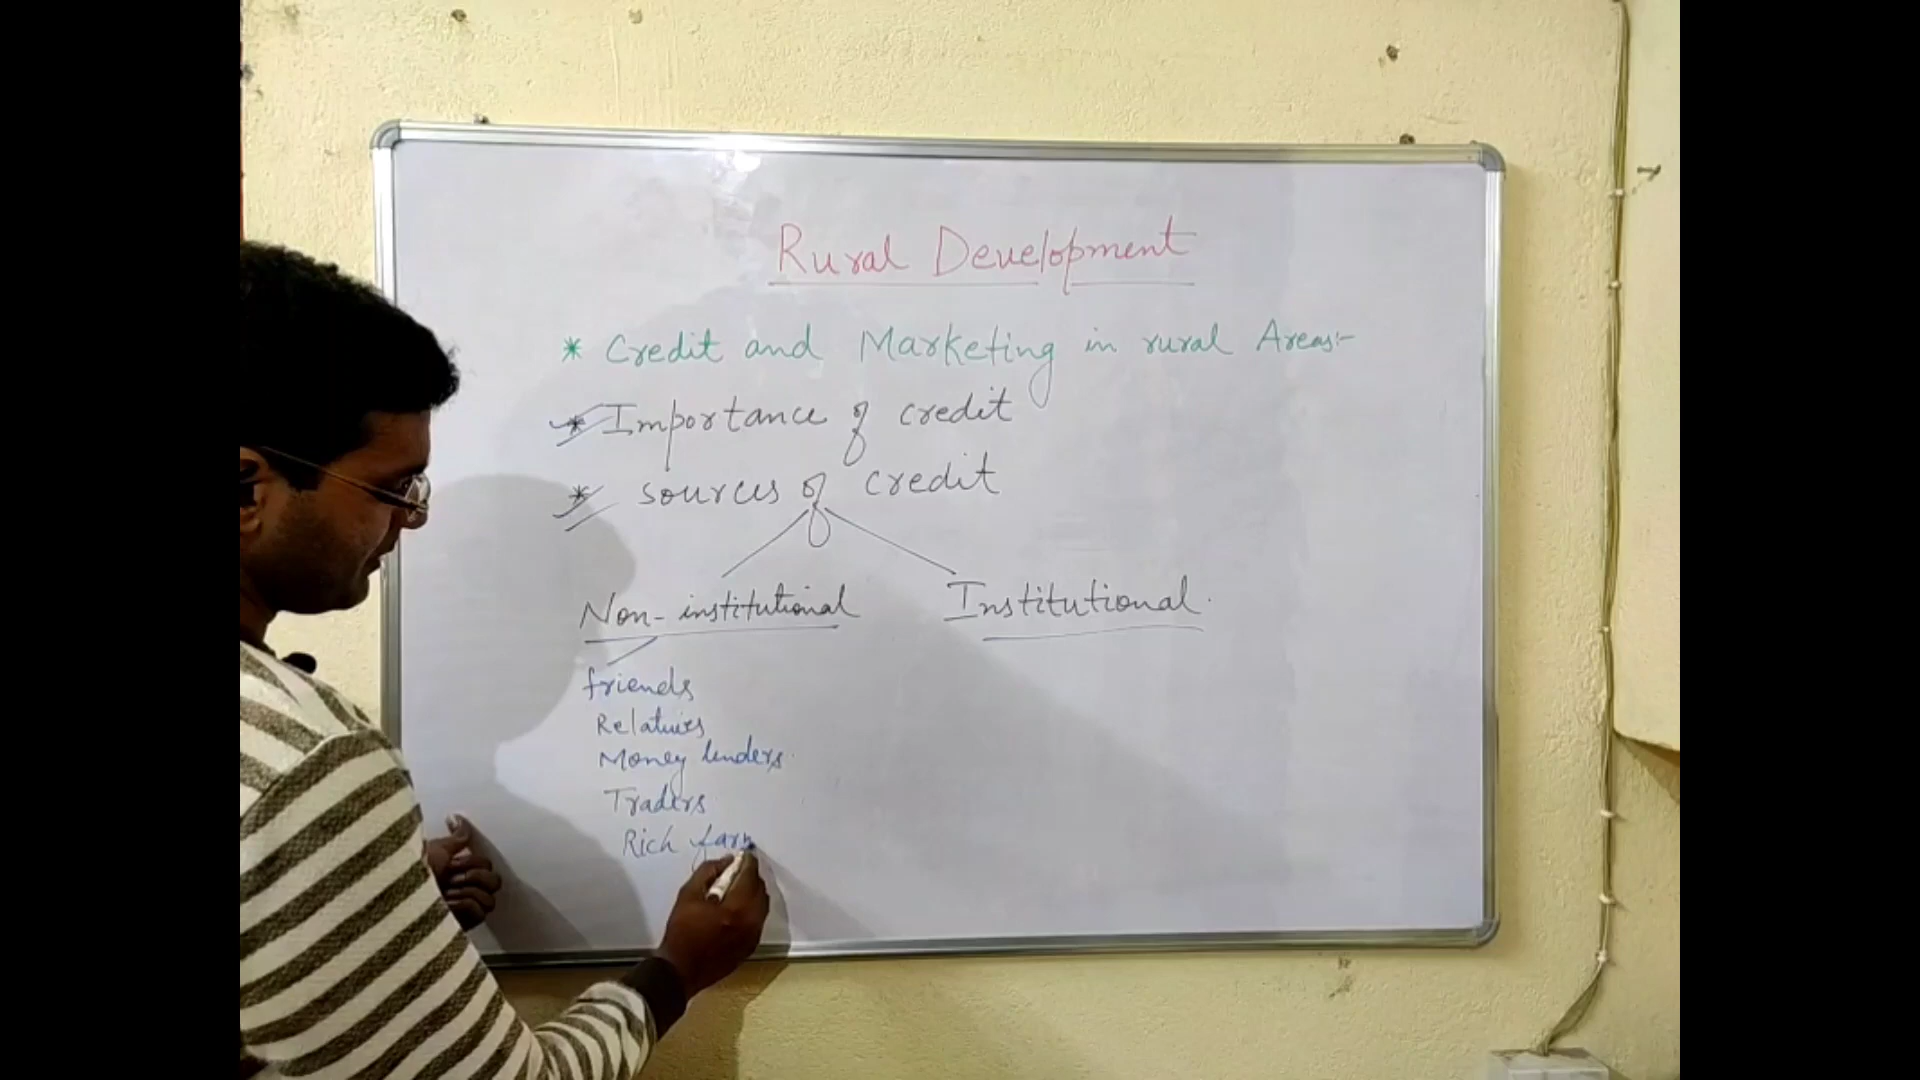 Rural Development
* Credit and Marketing in rural Areas:-
* Importance of credit
* sources of credit
Non-institutional Institutional.
friends
Relatives
Money lenders.
Traders
Rich farm